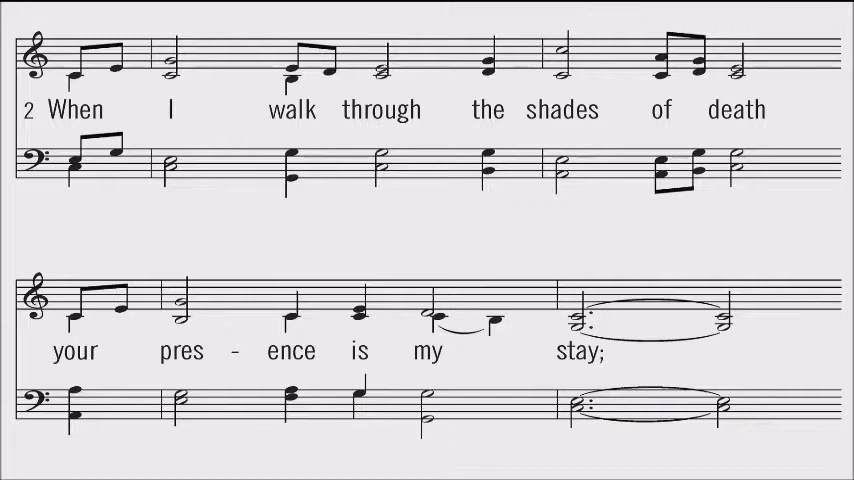 2 When I walk through the shades of death
your pres - ence is my stay;